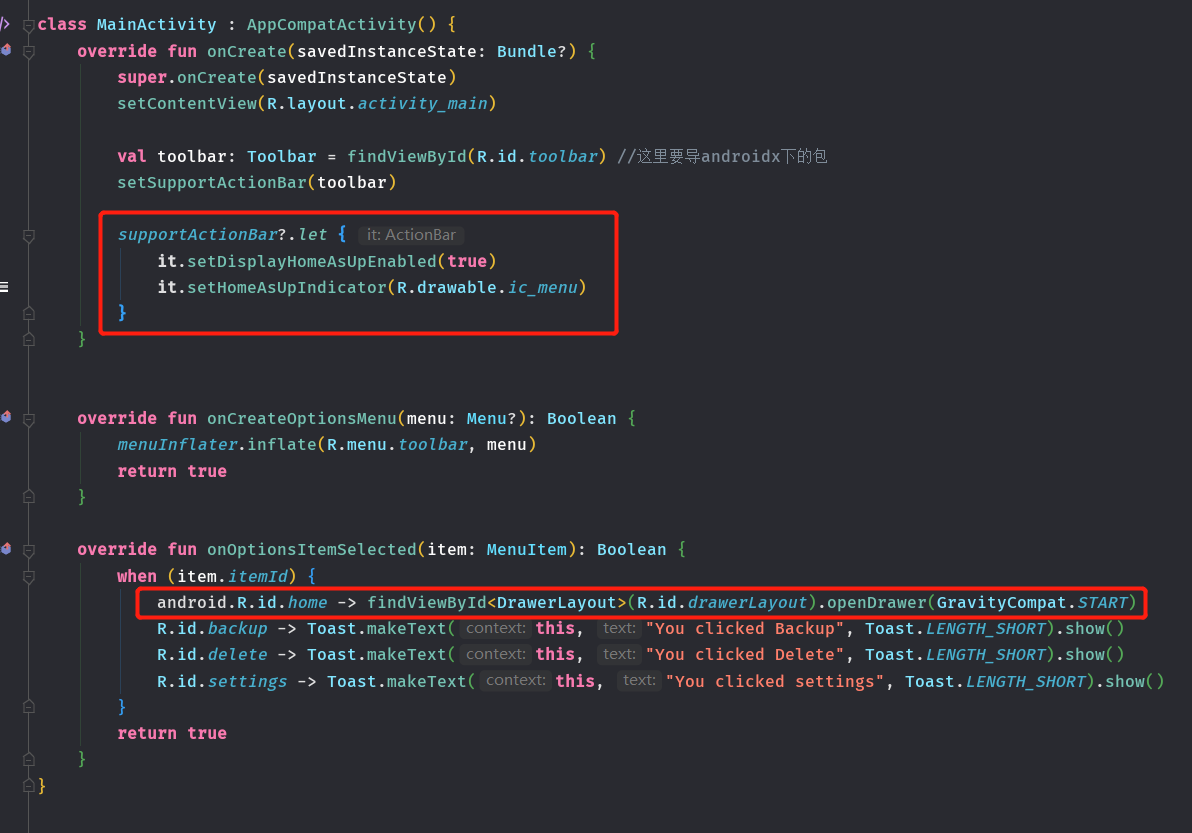 class MainActivity : AppCompatActivity() {
override fun onCreate(savedInstanceState: Bundle?) {
super.onCreate(savedInstanceState)
setContentView(R.layout.activity_main)
val toolbar: Toolbar = findViewById(R.id.toolbar) //这里要导androidx下的包
setSupportActionBar(toolbar)
supportActionBar?.let { it: ActionBar
it.setDisplayHomeAsUpEnabled(true)
it.setHomeAsUpIndicator(R.drawable.ic_menu)
}
}
override fun onCreateOptionsMenu(menu: Menu?): Boolean {
menuInflater.inflate(R.menu.toolbar, menu)
return true
}
override fun onOptionsItemSelected(item: MenuItem): Boolean {
when (item.itemId) {
android.R.id.home -> findViewById<DrawerLayout>(R.id.drawerLayout).openDrawer(GravityCompat.START)
R.id.backup -> Toast.makeText( context: this, text: "You clicked Backup", Toast.LENGTH_SHORT).show()
R.id.delete -> Toast.makeText( context: this, text: "You clicked Delete", Toast.LENGTH_SHORT).show()
R.id.settings -> Toast.makeText( context: this, text: "You clicked settings", Toast.LENGTH_SHORT).show()
}
return true
}
}